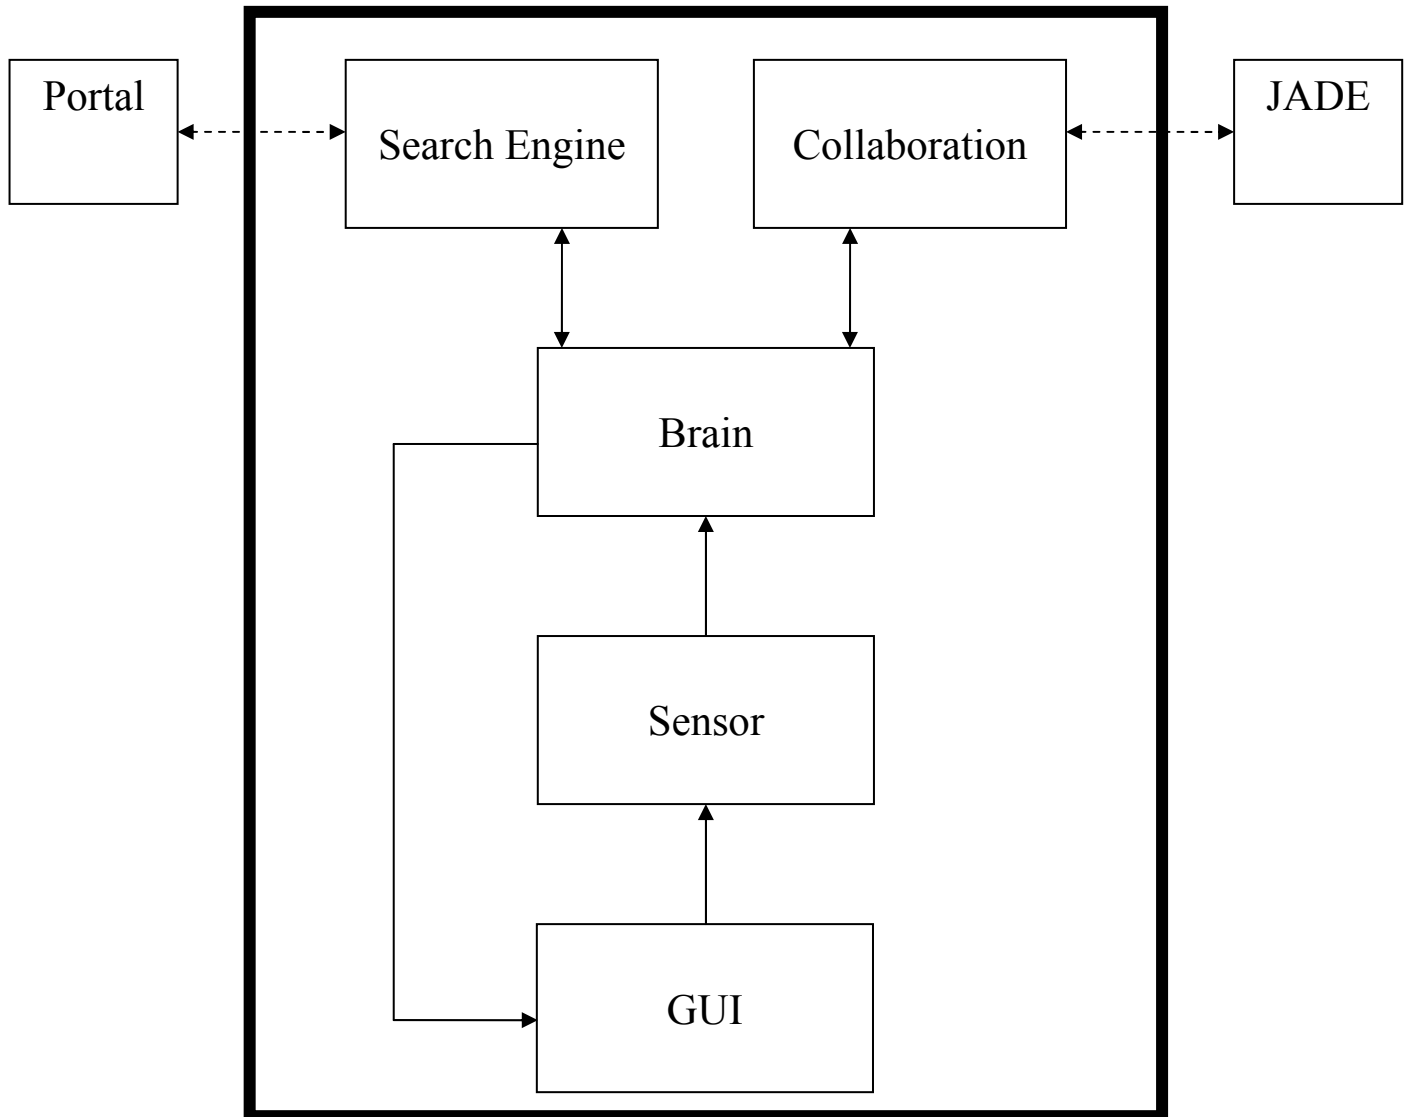 Portal
Search Engine
Collaboration
JADE
Brain
Sensor
GUI